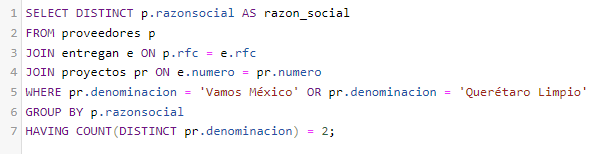 1 SELECT DISTINCT p.razonsocial AS razon_social
2 FROM proveedores p
3 JOIN entregan e ON p.rfc = e.rfc
4 JOIN proyectos pr ON e.numero = pr.numero
5 WHERE pr.denominacion = 'Vamos México' OR pr.denominacion = 'Querétaro Limpio'
6 GROUP BY p.razonsocial
7 HAVING COUNT(DISTINCT pr.denominacion) = 2;